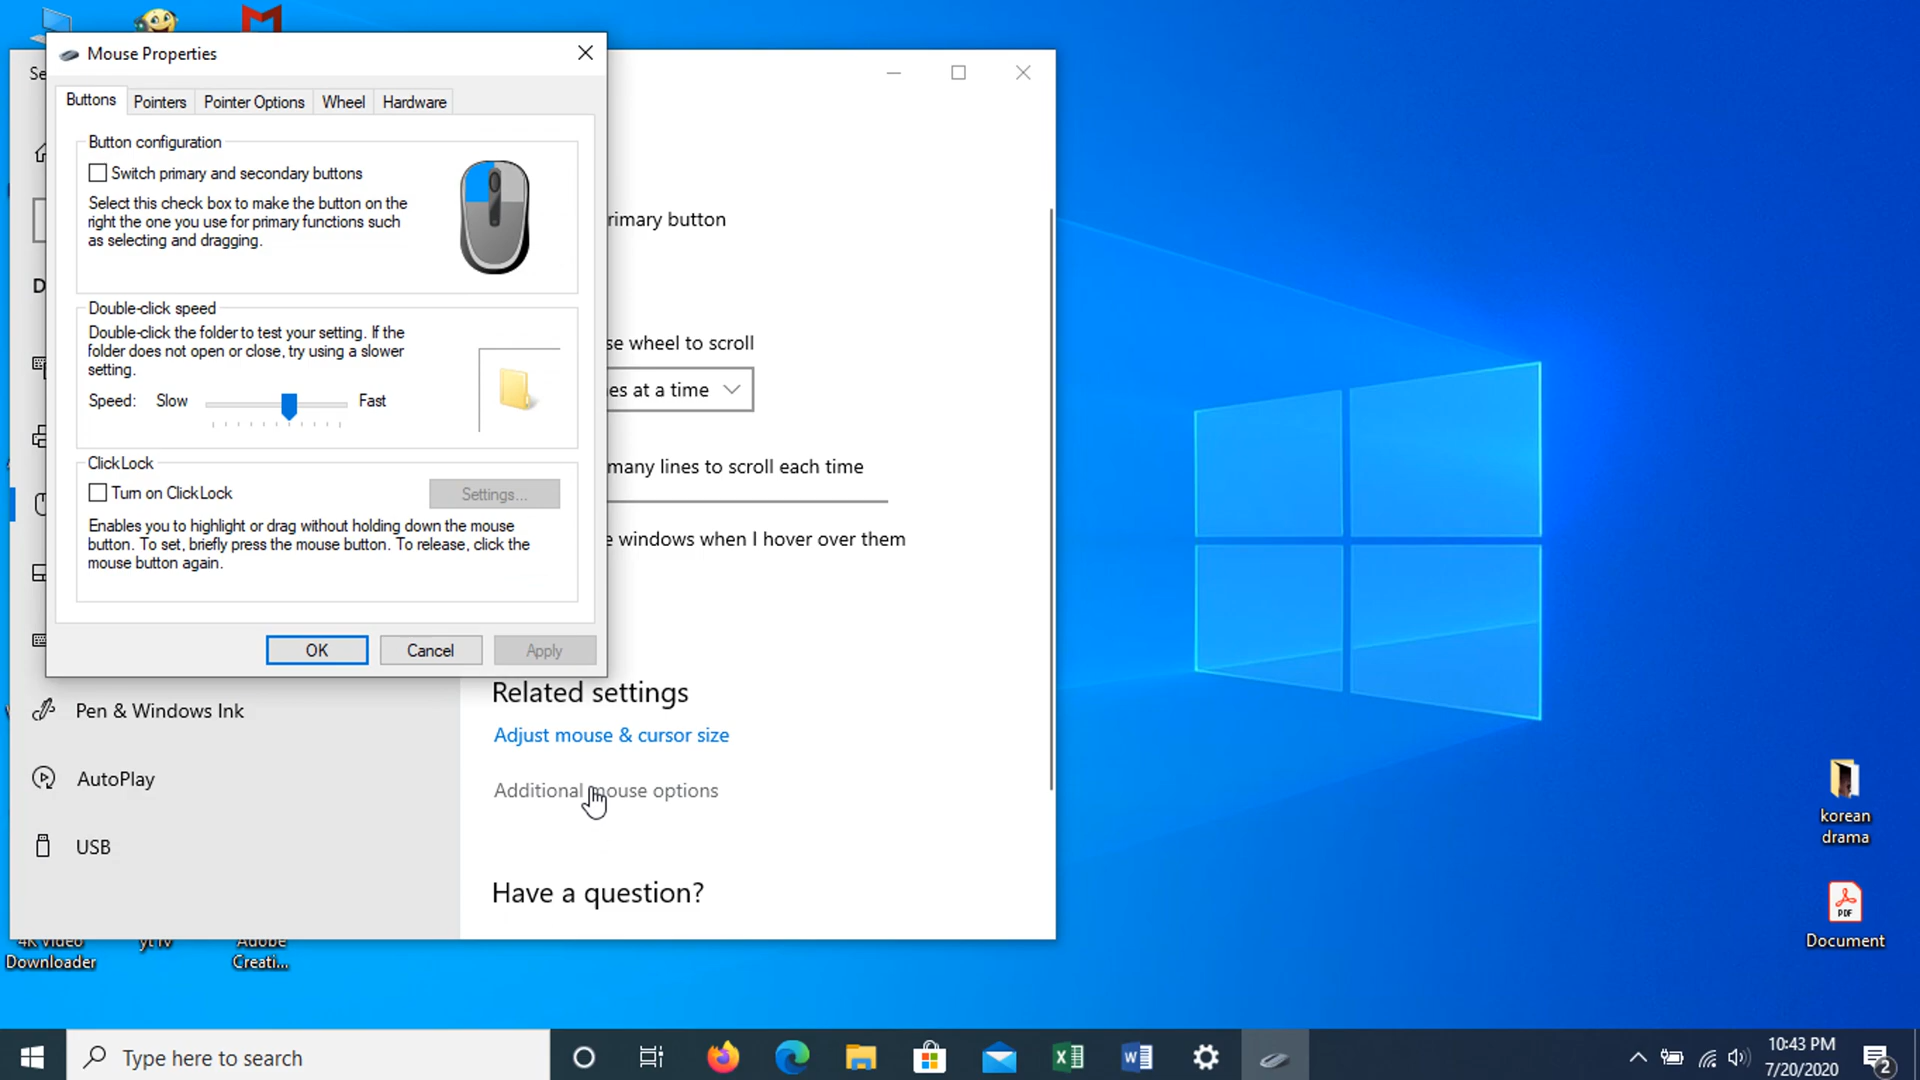 Mouse Properties
Buttons
Pointers
Pointer Options
Wheel
Hardware
Button configuration
Switch primary and secondary buttons
Select this check box to make the button on the
right the one you use for primary functions such
as selecting and dragging.
Double-click speed
Double-click the folder to test your setting. If the
folder does not open or close, try using a slower
setting.
Speed: Slow Fast
ClickLock
Turn on ClickLock
Settings...
Enables you to highlight or drag without holding down the mouse
button. To set, briefly press the mouse button. To release, click the
mouse button again.
OK
Cancel
Apply
Se
D
rimary button
se wheel to scroll
es at a time
many lines to scroll each time
e windows when I hover over them
Related settings
Adjust mouse & cursor size
Additional mouse options
Have a question?
Pen & Windows Ink
AutoPlay
USB
4K Video
Downloader
Adobe
Creati...
korean
drama
PDF
Document
Type here to search
10:43 PM
7/20/2020
2